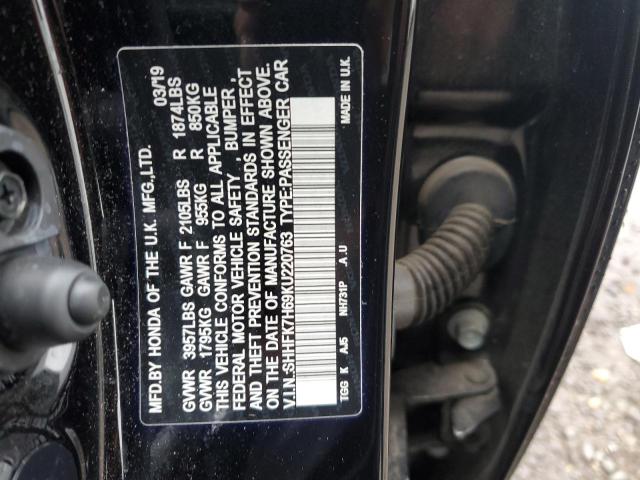 MFD.BY HONDA OF THE U.K. MFG.,LTD. 03/'19
GVWR 3957LBS GAWR F 2105LBS R 1874LBS
GVWR 1795KG GAWR F 955KG R 850KG
THIS VEHICLE CONFORMS TO ALL APPLICABLE
FEDERAL MOTOR VEHICLE SAFETY, BUMPER,
AND THEFT PREVENTION STANDARDS IN EFFECT
ON THE DATE OF MANUFACTURE SHOWN ABOVE.
V.I.N.:SHHFK7H69KU220763 TYPE:PASSENGER CAR
TGG K AJ5 NH731P .A.U MADE IN U.K.